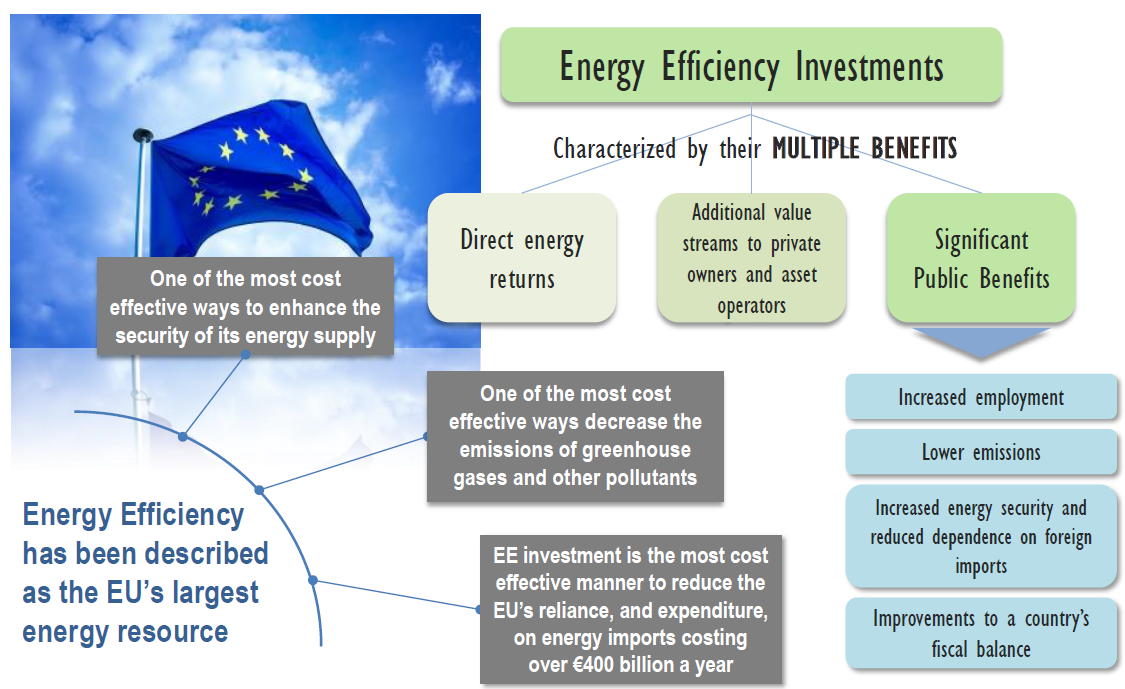 Energy Efficiency Investments
Characterized by their MULTIPLE BENEFITS
Direct energy
returns
Additional value
streams to private
owners and asset
operators
Significant
Public Benefits
Increased employment
Lower emissions
Increased energy security and
reduced dependence on foreign
imports
Improvements to a country's
fiscal balance
One of the most cost
effective ways to enhance the
security of its energy supply
One of the most cost
effective ways decrease the
emissions of greenhouse
gases and other pollutants
EE investment is the most cost
effective manner to reduce the
EU's reliance, and expenditure,
on energy imports costing
over €400 billion a year
Energy Efficiency
has been described
as the EU's largest
energy resource